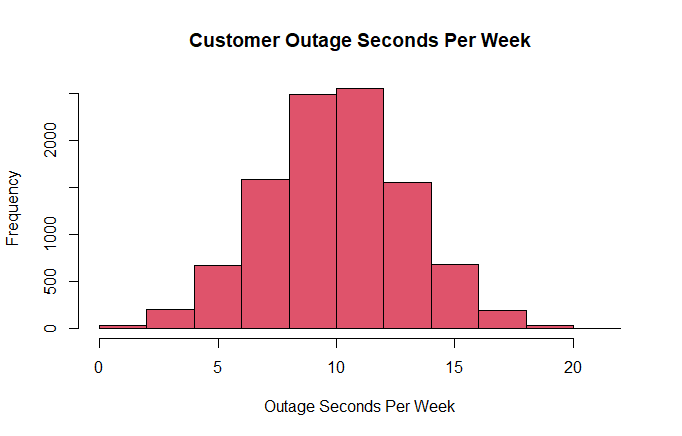 Customer Outage Seconds Per Week
Frequency
2000
1000
500
0
0 5 10 15 20
Outage Seconds Per Week